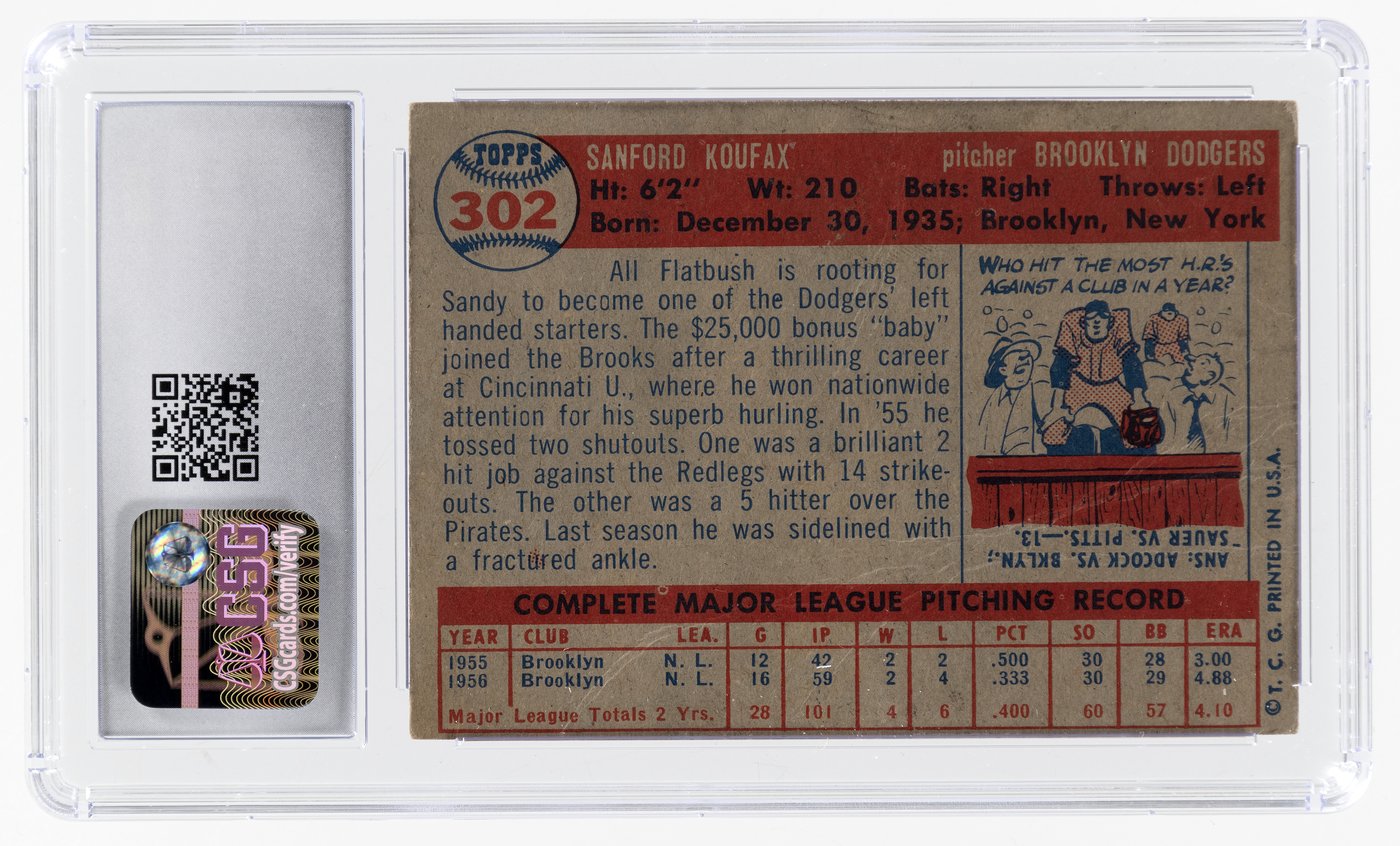 TOPPS
302
SANFORD KOUFAX pitcher BROOKLYN DODGERS
Ht: 6'2" Wt: 210 Bats: Right Throws: Left
Born: December 30, 1935; Brooklyn, New York
All Flatbush is rooting for
Sandy to become one of the Dodgers' left
handed starters. The $25,000 bonus "baby"
joined the Brooks after a thrilling career
at Cincinnati U., where he won nationwide
attention for his superb hurling. In '55 he
tossed two shutouts. One was a brilliant 2
hit job against the Redlegs with 14 strike-
outs. The other was a 5 hitter over the
Pirates. Last season he was sidelined with
a fractured ankle.
WHO HIT THE MOST H.R.'S
AGAINST A CLUB IN A YEAR?
ANS: ADCOCK VS. BKLYN.;
SAUER VS. PITTS.—13.
COMPLETE MAJOR LEAGUE PITCHING RECORD
YEAR CLUB LEA. G IP W L PCT SO BB ERA
1955 Brooklyn N. L. 12 42 2 2 .500 30 28 3.00
1956 Brooklyn N. L. 16 59 2 4 .333 30 29 4.88
Major League Totals 2 Yrs. 28 101 4 6 .400 60 57 4.10
© T. C. G. PRINTED IN U.S.A.
CSG
CSGcards.com/verify